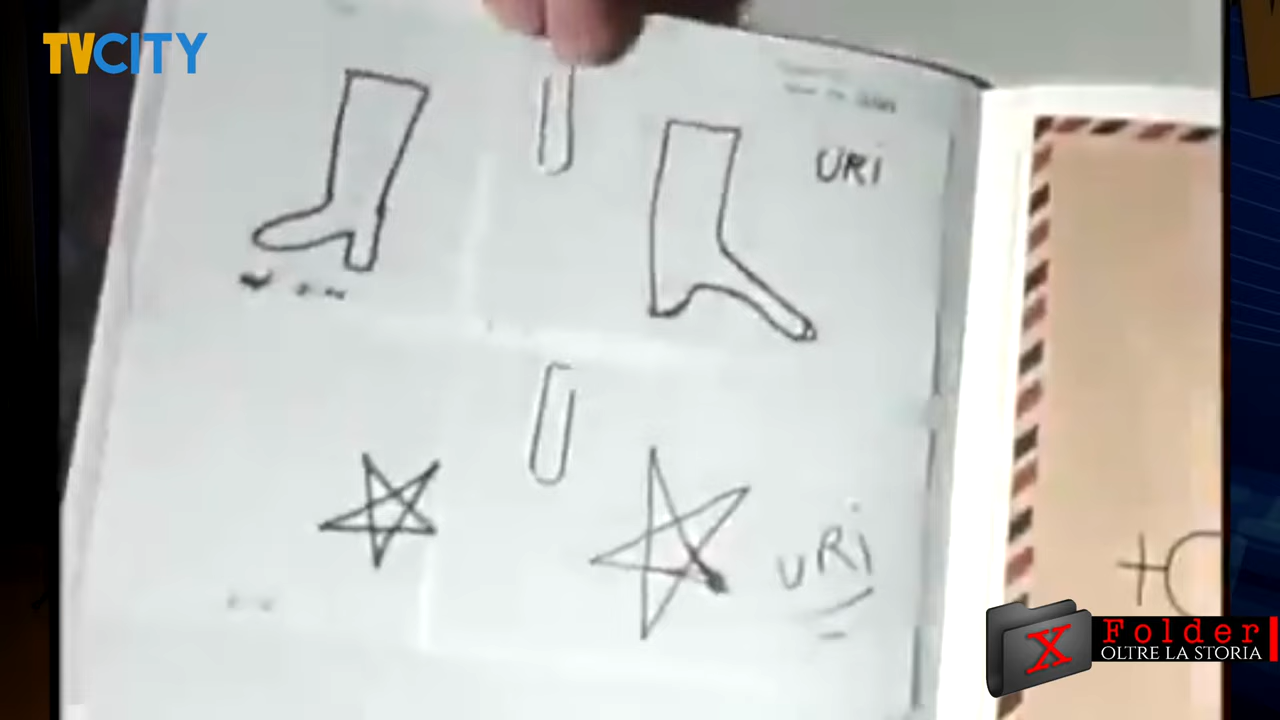 TVCITY
URI
URI
X
Folder
OLTRE LA STORIA